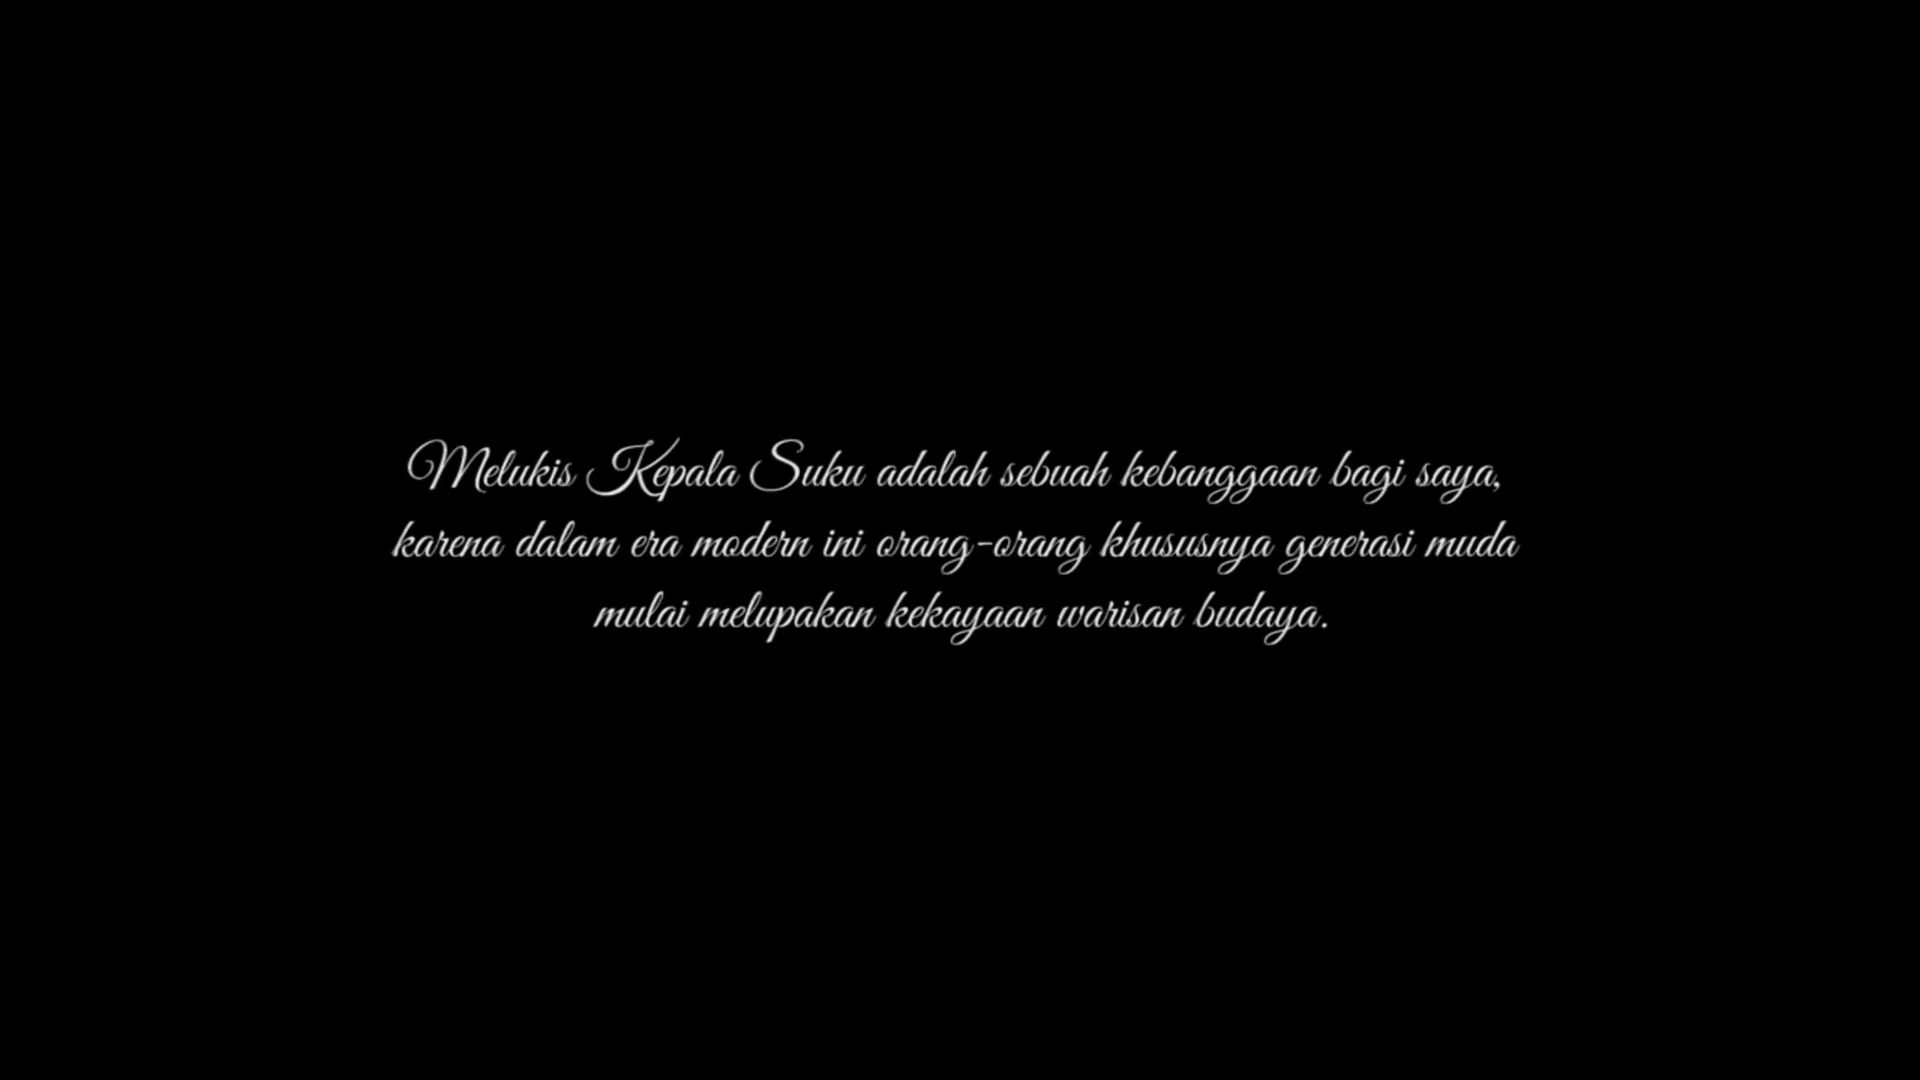 Melukis Kepala Suku adalah sebuah kebanggaan bagi saya,
karena dalam era modern ini orang-orang khususnya generasi muda
mulai melupakan kekayaan warisan budaya.